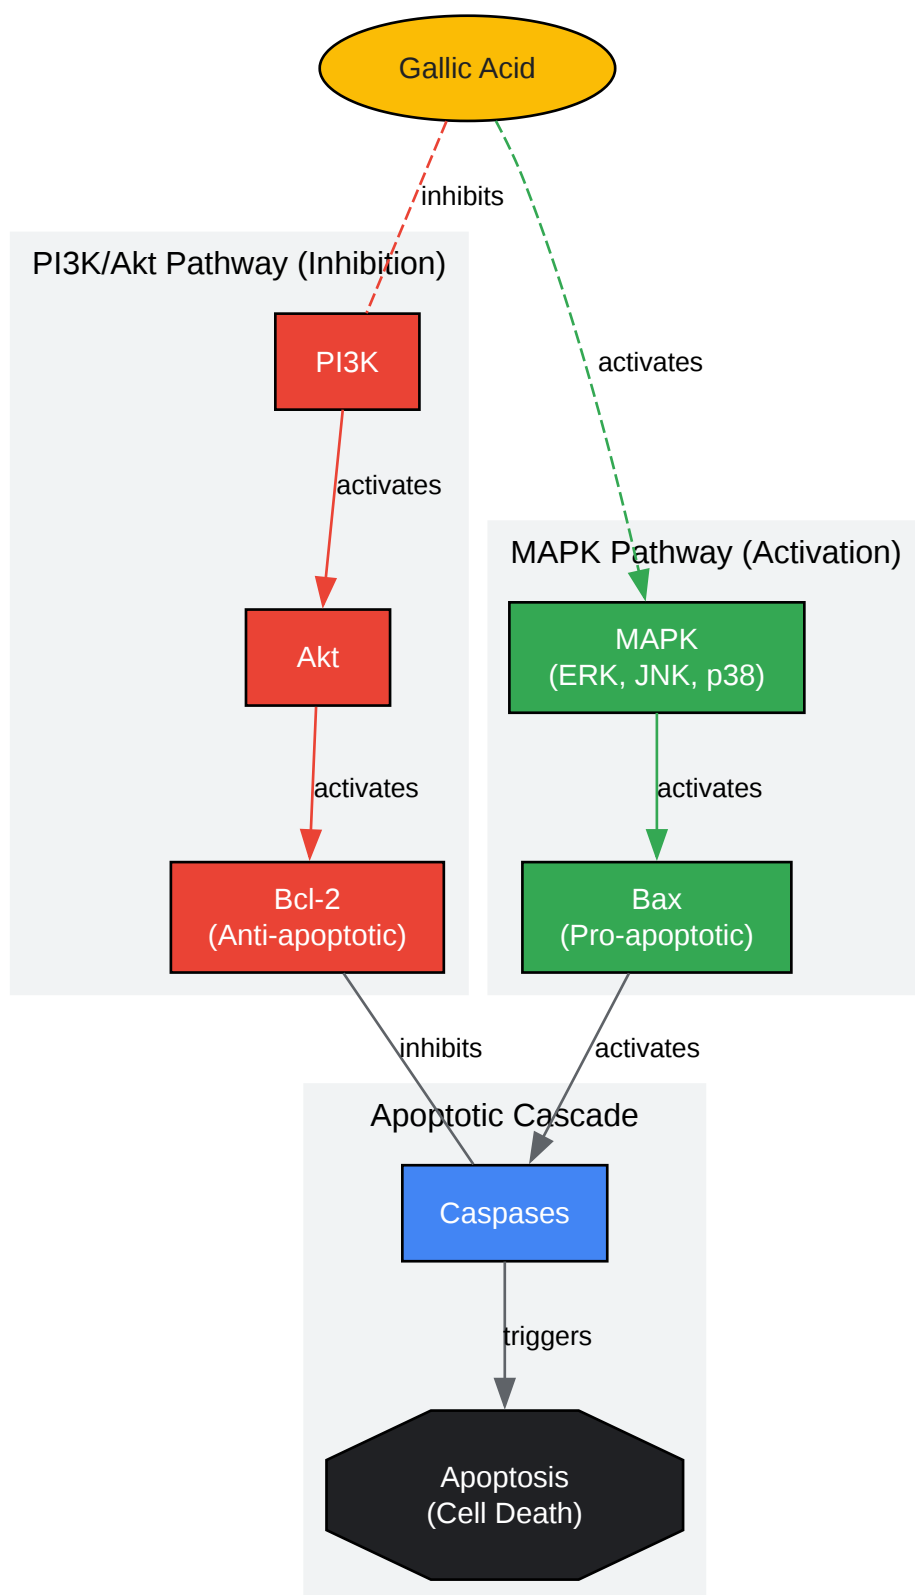 Gallic Acid
inhibits
PI3K/Akt Pathway (Inhibition)
PI3K
activates
activates
MAPK Pathway (Activation)
Akt
MAPK
(ERK, JNK, p38)
activates
activates
Bcl-2
(Anti-apoptotic)
Bax
(Pro-apoptotic)
inhibits
activates
Apoptotic Cascade
Caspases
triggers
Apoptosis
(Cell Death)